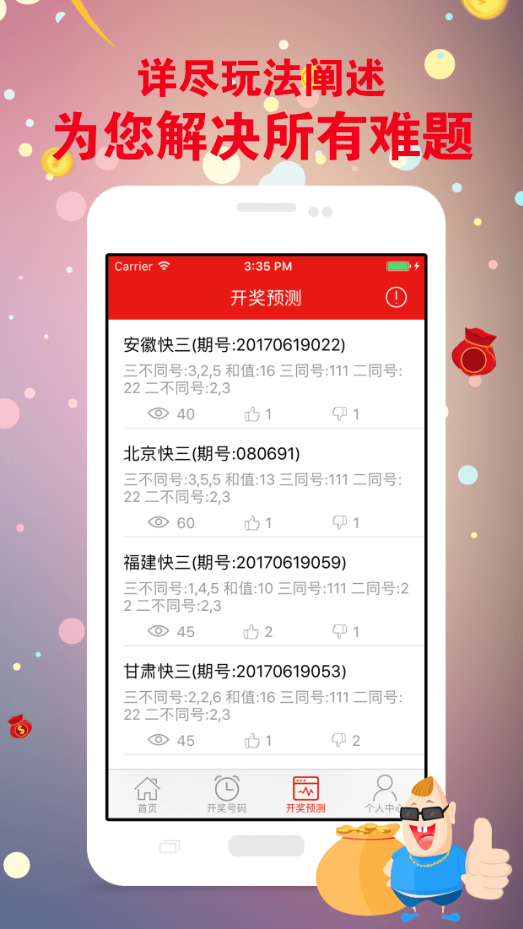 详尽玩法阐述
为您解决所有难题
Carrier 3:35 PM
开奖预测
安徽快三(期号:20170619022)
三不同号:3,2,5 和值:16 三同号:111 二同号:
22 二不同号:2,3
40 1 1
北京快三(期号:080691)
三不同号:3,5,5 和值:13 三同号:111 二同号:
22 二不同号:2,3
60 1 1
福建快三(期号:20170619059)
三不同号:1,4,5 和值:10 三同号:111 二同号:2
2 二不同号:2,3
45 2 1
甘肃快三(期号:20170619053)
三不同号:2,2,6 和值:16 三同号:111 二同号:
22 二不同号:2,3
45 1 2
首页 开奖号码 开奖预测 个人中心